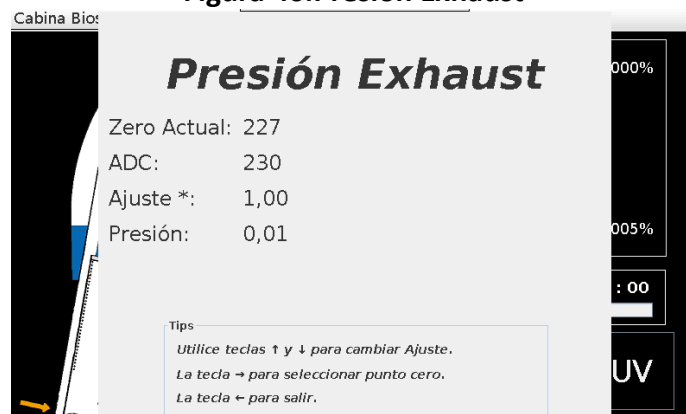 Cabina Bios
Presión Exhaust
000%
Zero Actual: 227
ADC: 230
Ajuste *: 1,00
Presión: 0,01
005%
: 00
Tips
Utilice teclas ↑ y ↓ para cambiar Ajuste.
La tecla → para seleccionar punto cero.
La tecla ← para salir.
UV